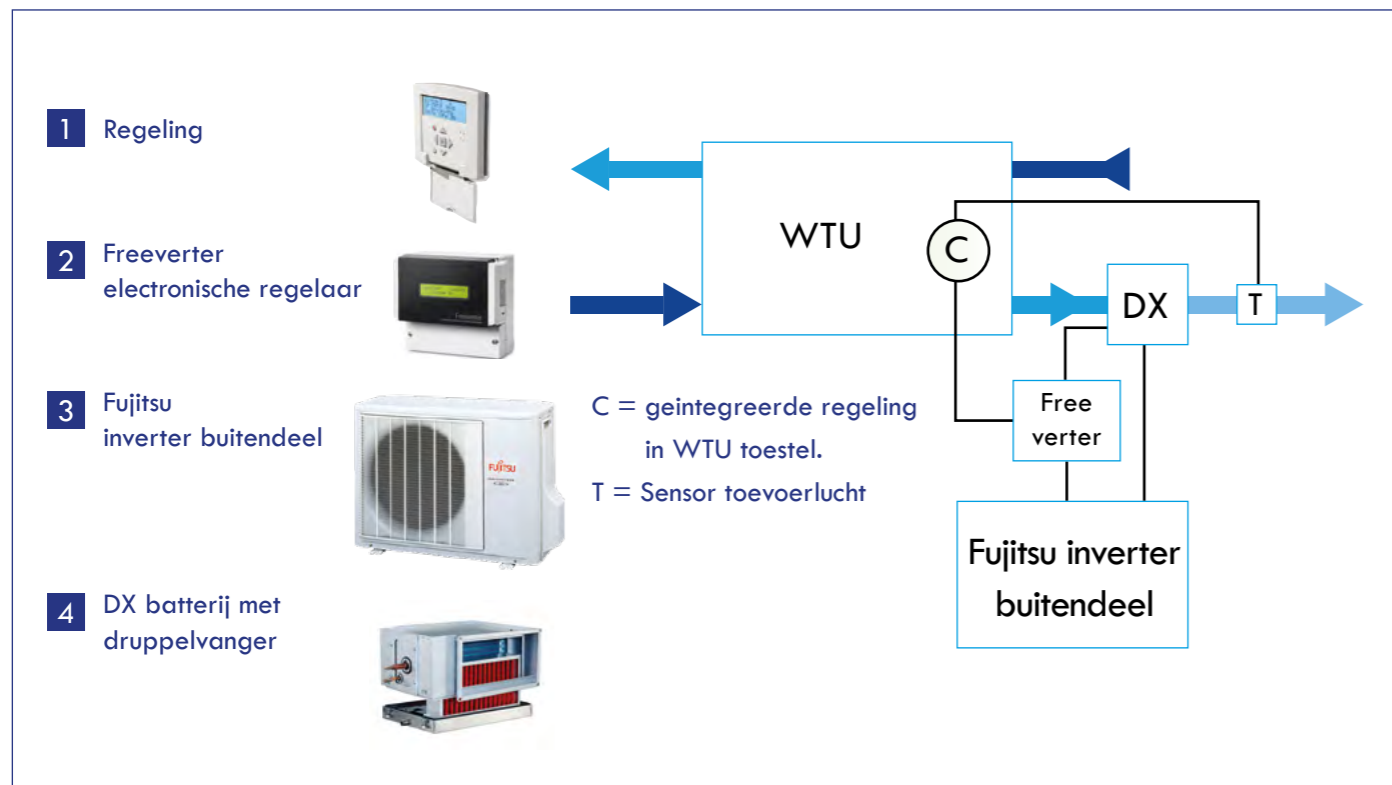 1 Regeling
2 Freeverter
electronische regelaar
3 Fujitsu
inverter buitendeel
FUJITSU
4 DX batterij met
druppelvanger
WTU
C
DX
T
Free
verter
Fujitsu inverter
buitendeel
C = geintegreerde regeling
in WTU toestel.
T = Sensor toevoerlucht